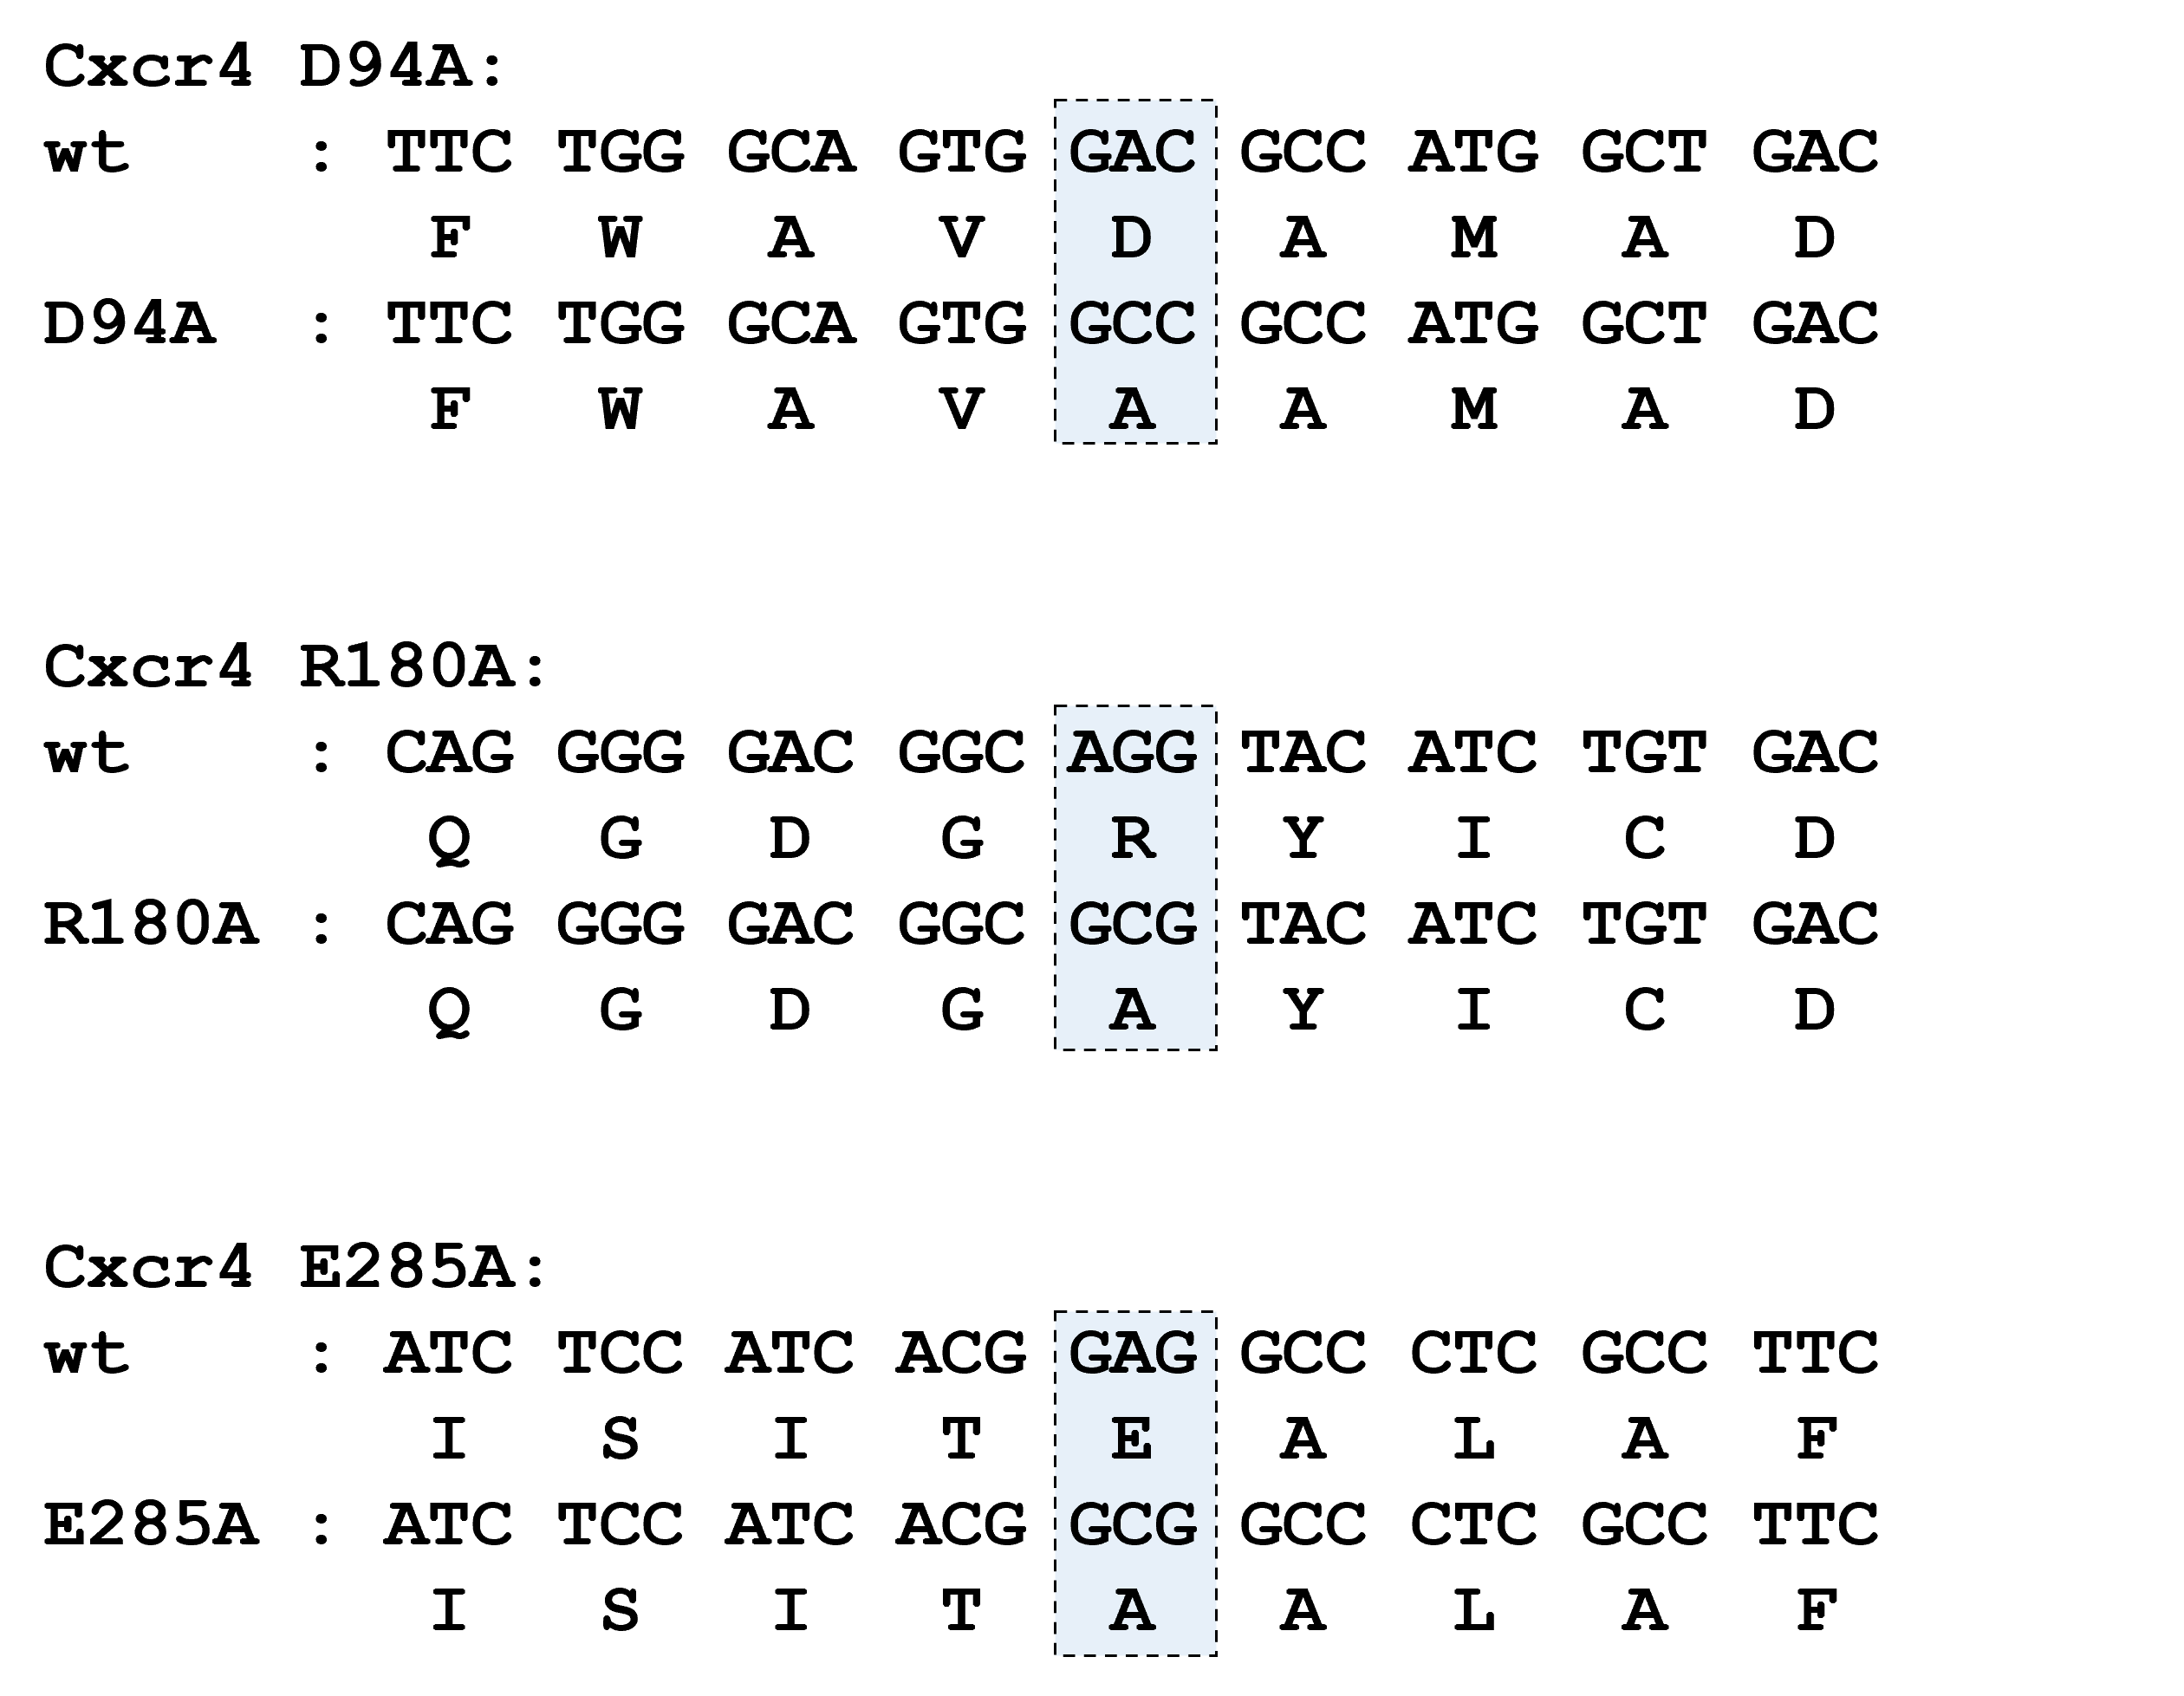 Cxcr4 D94A:
wt : TTC TGG GCA GTG GAC GCC ATG GCT GAC
F W A V D A M A D
D94A : TTC TGG GCA GTG GCC GCC ATG GCT GAC
F W A V A A M A D
Cxcr4 R180A:
wt : CAG GGG GAC GGC AGG TAC ATC TGT GAC
Q G D G R Y I C D
R180A : CAG GGG GAC GGC GCG TAC ATC TGT GAC
Q G D G A Y I C D
Cxcr4 E285A:
wt : ATC TCC ATC ACG GAG GCC CTC GCC TTC
I S I T E A L A F
E285A : ATC TCC ATC ACG GCG GCC CTC GCC TTC
I S I T A A L A F